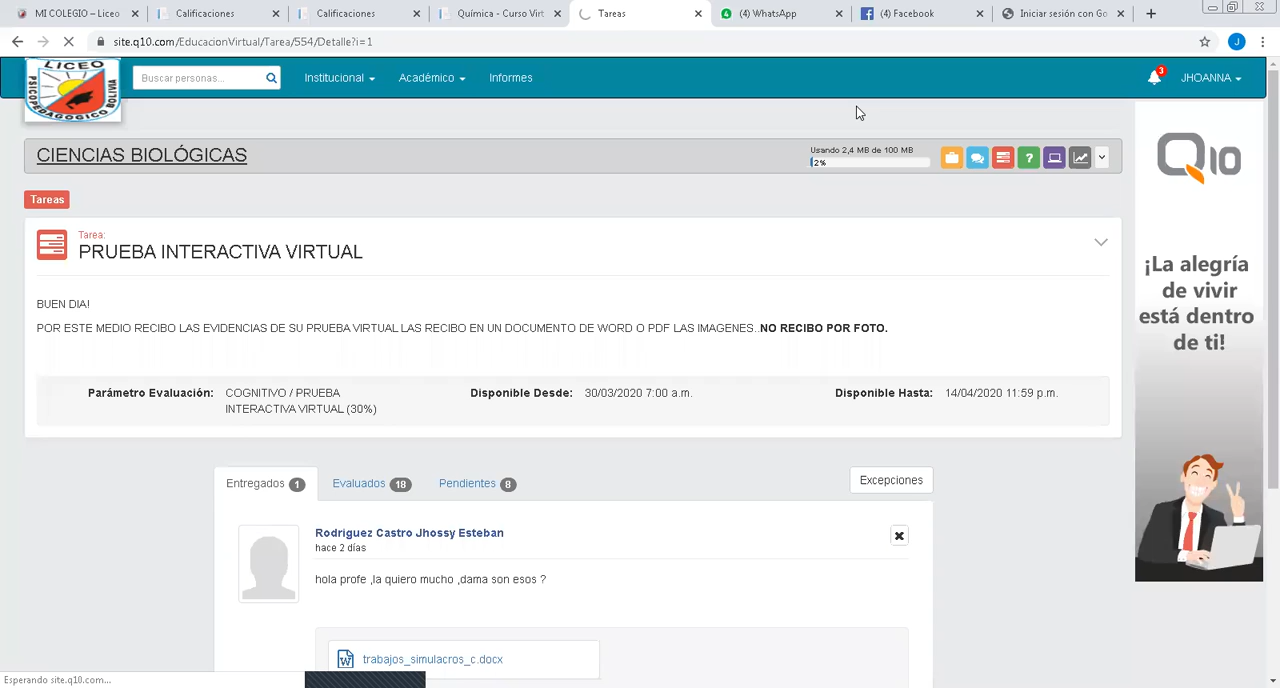 MI COLEGIO – Liceo
Calificaciones
Calificaciones
Química - Curso Virt
Tareas
(4) WhatsApp
(4) Facebook
Iniciar sesión con Go
site.q10.com/EducacionVirtual/Tarea/554/Detalle?i=1
J
LICEO
PSICOPEDAGOGICO BOLIVIA
Buscar personas...
Institucional
Académico
Informes
3
JHOANNA
CIENCIAS BIOLÓGICAS
Usando 2,4 MB de 100 MB
2%
?
Q10
Tareas
Tarea:
PRUEBA INTERACTIVA VIRTUAL
BUEN DIA!
POR ESTE MEDIO RECIBO LAS EVIDENCIAS DE SU PRUEBA VIRTUAL LAS RECIBO EN UN DOCUMENTO DE WORD O PDF LAS IMAGENES..NO RECIBO POR FOTO.
¡La alegría
de vivir
está dentro
de ti!
Parámetro Evaluación: COGNITIVO / PRUEBA
INTERACTIVA VIRTUAL (30%)
Disponible Desde: 30/03/2020 7:00 a.m.
Disponible Hasta: 14/04/2020 11:59 p.m.
Entregados 1
Evaluados 18
Pendientes 8
Excepciones
Rodriguez Castro Jhossy Esteban
hace 2 días
hola profe ,la quiero mucho ,dama son esos ?
trabajos_simulacros_c.docx
Esperando site.q10.com...